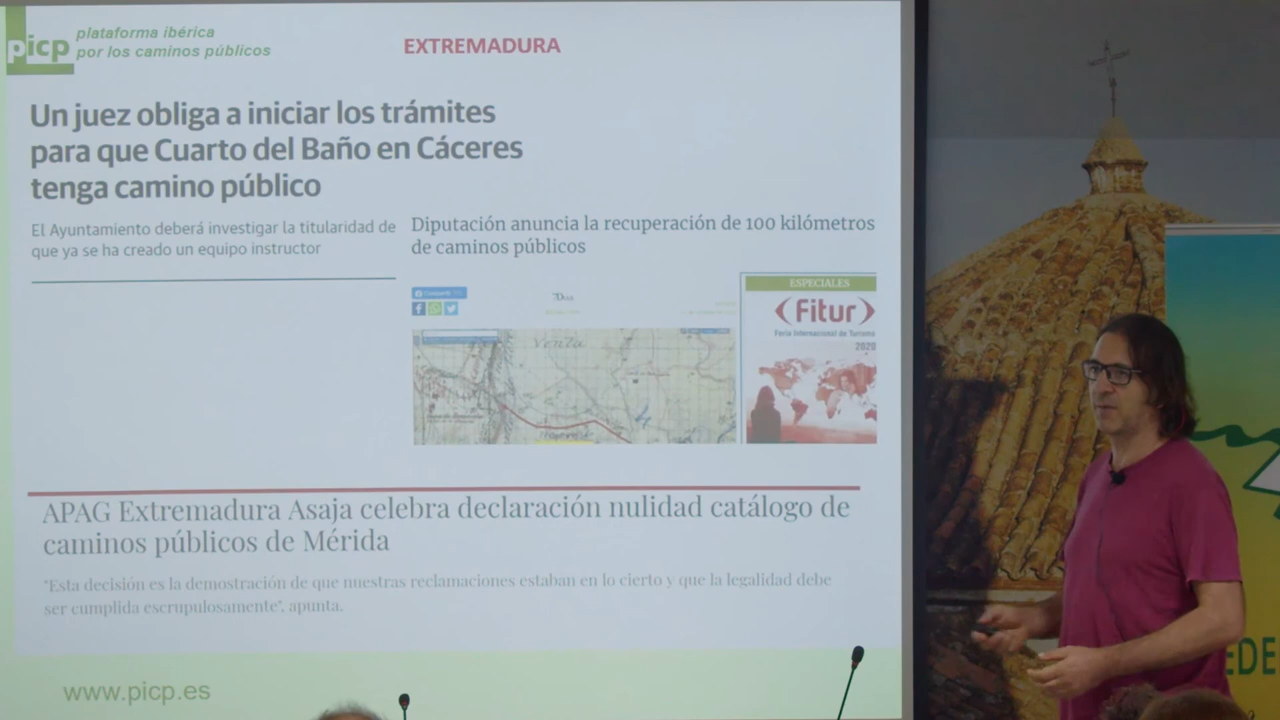 picp
plataforma ibérica
por los caminos públicos
EXTREMADURA
Un juez obliga a iniciar los trámites
para que Cuarto del Baño en Cáceres
tenga camino público
El Ayuntamiento deberá investigar la titularidad de
que ya se ha creado un equipo instructor
Diputación anuncia la recuperación de 100 kilómetros
de caminos públicos
ESPECIALES
Fitur
Feria Internacional de Turismo
2020
Venta
APAG Extremadura Asaja celebra declaración nulidad catálogo de
caminos públicos de Mérida
"Esta decisión es la demostración de que nuestras reclamaciones estaban en lo cierto y que la legalidad debe
ser cumplida escrupulosamente", apunta.
www.picp.es
EDE